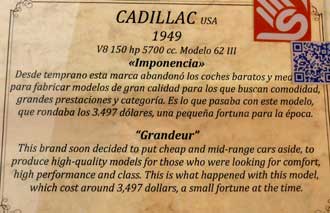 CADILLAC USA
1949
V8 150 hp 5700 cc. Modelo 62 III
«Imponencia»
Desde temprano esta marca abandonó los coches baratos y
para fabricar modelos de gran calidad para los que buscan comodidad,
grandes prestaciones y categoría. Es lo que pasaba con este modelo,
que rondaba los 3.497 dólares, una pequeña fortuna para la época.
“Grandeur”
This brand soon decided to put cheap and mid-range cars aside, to
produce high-quality models for those who were looking for comfort,
high performance and class. This is what happened with this model,
which cost around 3,497 dollars, a small fortune at the time.